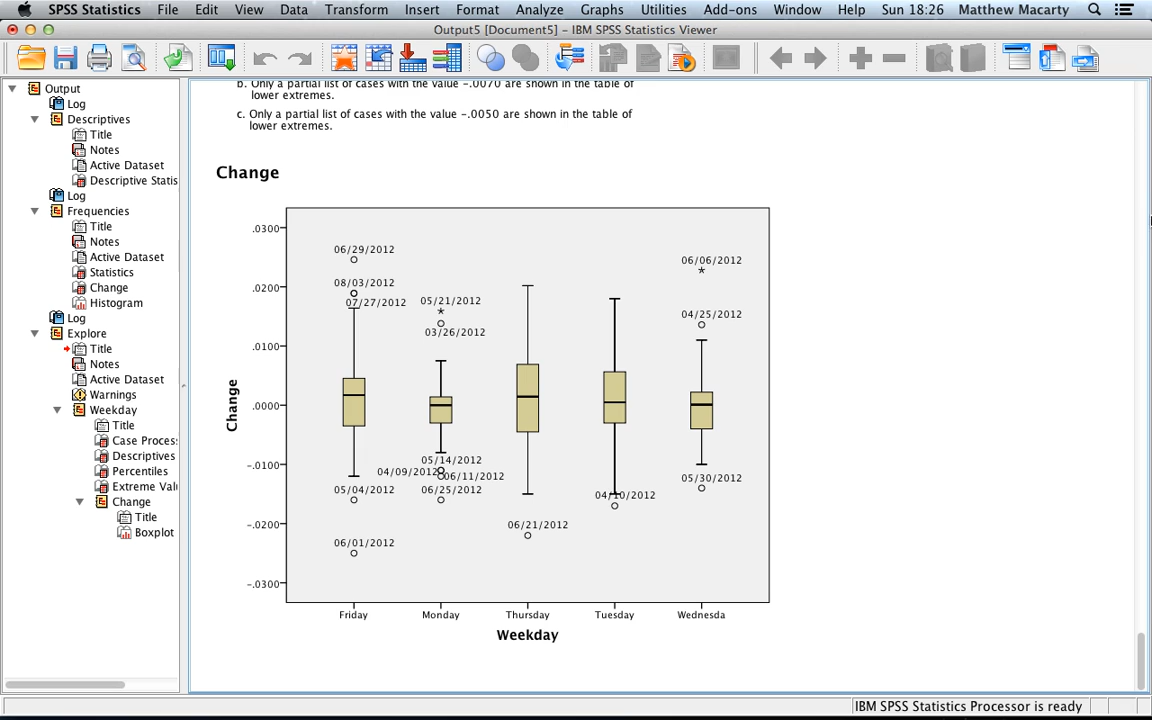 SPSS Statistics File Edit View Data Transform Insert Format Analyze Graphs Utilities Add-ons Window Help Sun 18:26 Matthew Macarty
Output5 [Document5] – IBM SPSS Statistics Viewer
Output
Log
Descriptives
Title
Notes
Active Dataset
Descriptive Statis
Log
Frequencies
Title
Notes
Active Dataset
Statistics
Change
Histogram
Log
Explore
Title
Notes
Active Dataset
Warnings
Weekday
Title
Case Process
Descriptives
Percentiles
Extreme Valu
Change
Title
Boxplot
b. Only a partial list of cases with the value -.0070 are shown in the table of
lower extremes.
c. Only a partial list of cases with the value -.0050 are shown in the table of
lower extremes.
Change
.0300
.0200
.0100
.0000
-.0100
-.0200
-.0300
Change
06/29/2012
08/03/2012
07/27/2012
05/04/2012
06/01/2012
05/21/2012
03/26/2012
05/14/2012
04/09/2012
06/11/2012
06/25/2012
06/21/2012
04/10/2012
06/06/2012
04/25/2012
05/30/2012
Friday Monday Thursday Tuesday Wednesda
Weekday
IBM SPSS Statistics Processor is ready